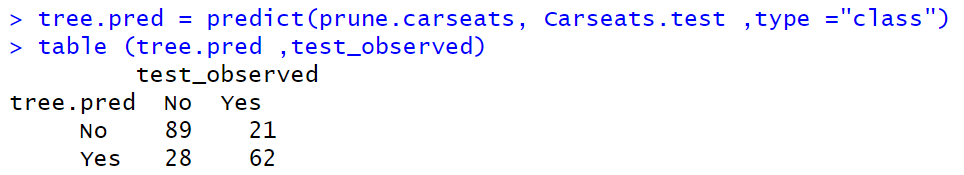 > tree.pred = predict(prune.carseats, Carseats.test ,type ="class")
> table (tree.pred ,test_observed)
         test_observed
tree.pred  No  Yes
     No    89   21
     Yes   28   62